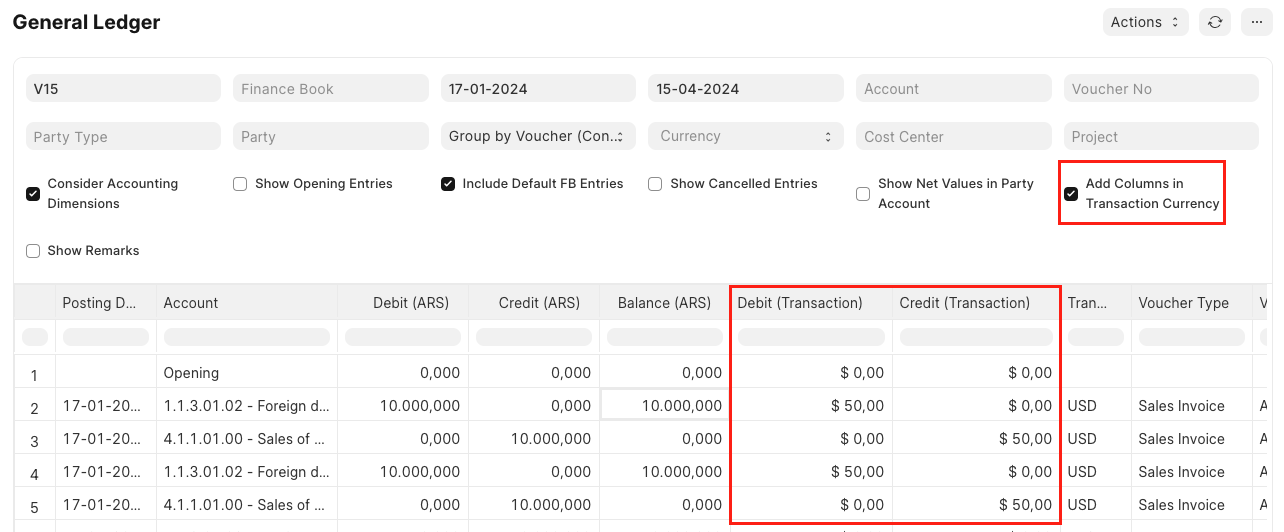 General Ledger
Actions
V15 Finance Book 17-01-2024 15-04-2024 Account Voucher No
Party Type Party Group by Voucher (Con... Currency Cost Center Project
Consider Accounting Dimensions Show Opening Entries Include Default FB Entries Show Cancelled Entries Show Net Values in Party Account Add Columns in Transaction Currency
Show Remarks
Posting D... Account Debit (ARS) Credit (ARS) Balance (ARS) Debit (Transaction) Credit (Transaction) Tran... Voucher Type V
1 Opening 0,000 0,000 0,000 $ 0,00 $ 0,00
2 17-01-20... 1.1.3.01.02 - Foreign d... 10.000,000 0,000 10.000,000 $ 50,00 $ 0,00 USD Sales Invoice A
3 17-01-20... 4.1.1.01.00 - Sales of ... 0,000 10.000,000 0,000 $ 0,00 $ 50,00 USD Sales Invoice A
4 17-01-20... 1.1.3.01.02 - Foreign d... 10.000,000 0,000 10.000,000 $ 50,00 $ 0,00 USD Sales Invoice A
5 17-01-20... 4.1.1.01.00 - Sales of ... 0,000 10.000,000 0,000 $ 0,00 $ 50,00 USD Sales Invoice A